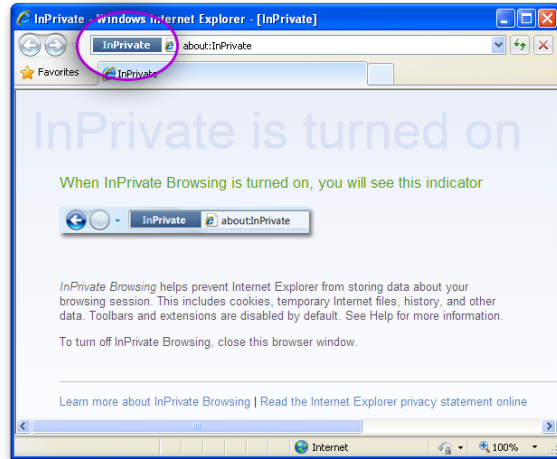 InPrivate - Windows Internet Explorer - [InPrivate]
InPrivate about:InPrivate
Favorites InPrivate
InPrivate is turned on
When InPrivate Browsing is turned on, you will see this indicator
InPrivate about:InPrivate
InPrivate Browsing helps prevent Internet Explorer from storing data about your
browsing session. This includes cookies, temporary Internet files, history, and other
data. Toolbars and extensions are disabled by default. See Help for more information.
To turn off InPrivate Browsing, close this browser window.
Learn more about InPrivate Browsing | Read the Internet Explorer privacy statement online
Internet 100%